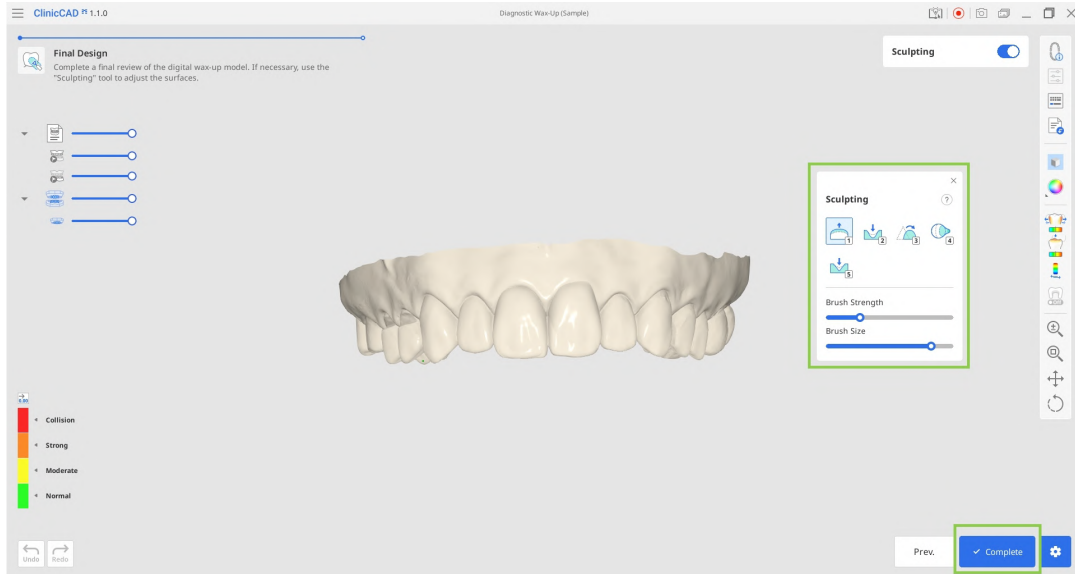 ClinicCAD 1.1.0
Diagnostic Wax-Up (Sample)
Final Design
Complete a final review of the digital wax-up model. If necessary, use the
"Sculpting" tool to adjust the surfaces.
Sculpting
Sculpting
?
1
2
3
4
5
Brush Strength
Brush Size
0.00
Collision
Strong
Moderate
Normal
Undo
Redo
Prev.
Complete